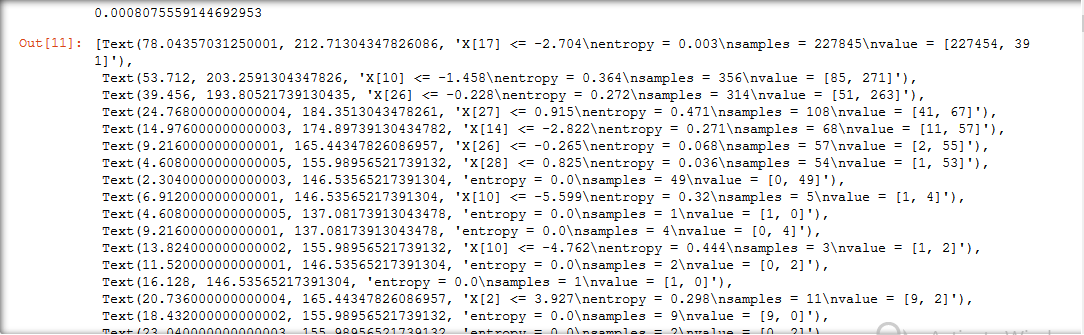 0.0008075559144692953
Out[11]: [Text(78.04357031250001, 212.71304347826086, 'X[17] <= -2.704\nentropy = 0.003\nsamples = 227845\nvalue = [227454, 39
1]'),
Text(53.712, 203.2591304347826, 'X[10] <= -1.458\nentropy = 0.364\nsamples = 356\nvalue = [85, 271]'),
Text(39.456, 193.80521739130435, 'X[26] <= -0.228\nentropy = 0.272\nsamples = 314\nvalue = [51, 263]'),
Text(24.768000000000004, 184.3513043478261, 'X[27] <= 0.915\nentropy = 0.471\nsamples = 108\nvalue = [41, 67]'),
Text(14.976000000000003, 174.89739130434782, 'X[14] <= -2.822\nentropy = 0.271\nsamples = 68\nvalue = [11, 57]'),
Text(9.216000000000001, 165.44347826086957, 'X[26] <= -0.265\nentropy = 0.068\nsamples = 57\nvalue = [2, 55]'),
Text(4.6080000000000005, 155.98956521739132, 'X[28] <= 0.825\nentropy = 0.036\nsamples = 54\nvalue = [1, 53]'),
Text(2.3040000000000003, 146.53565217391304, 'entropy = 0.0\nsamples = 49\nvalue = [0, 49]'),
Text(6.912000000000001, 146.53565217391304, 'X[10] <= -5.599\nentropy = 0.32\nsamples = 5\nvalue = [1, 4]'),
Text(4.6080000000000005, 137.08173913043478, 'entropy = 0.0\nsamples = 1\nvalue = [1, 0]'),
Text(9.216000000000001, 137.08173913043478, 'entropy = 0.0\nsamples = 4\nvalue = [0, 4]'),
Text(13.824000000000002, 155.98956521739132, 'X[10] <= -4.762\nentropy = 0.444\nsamples = 3\nvalue = [1, 2]'),
Text(11.520000000000001, 146.53565217391304, 'entropy = 0.0\nsamples = 2\nvalue = [0, 2]'),
Text(16.128, 146.53565217391304, 'entropy = 0.0\nsamples = 1\nvalue = [1, 0]'),
Text(20.736000000000004, 165.44347826086957, 'X[2] <= 3.927\nentropy = 0.298\nsamples = 11\nvalue = [9, 2]'),
Text(18.432000000000002, 155.98956521739132, 'entropy = 0.0\nsamples = 9\nvalue = [9, 0]'),
Text(23.040000000000003, 155.98956521739132, 'entropy = 0.0\nsamples = 2\nvalue = [0, 2]'),